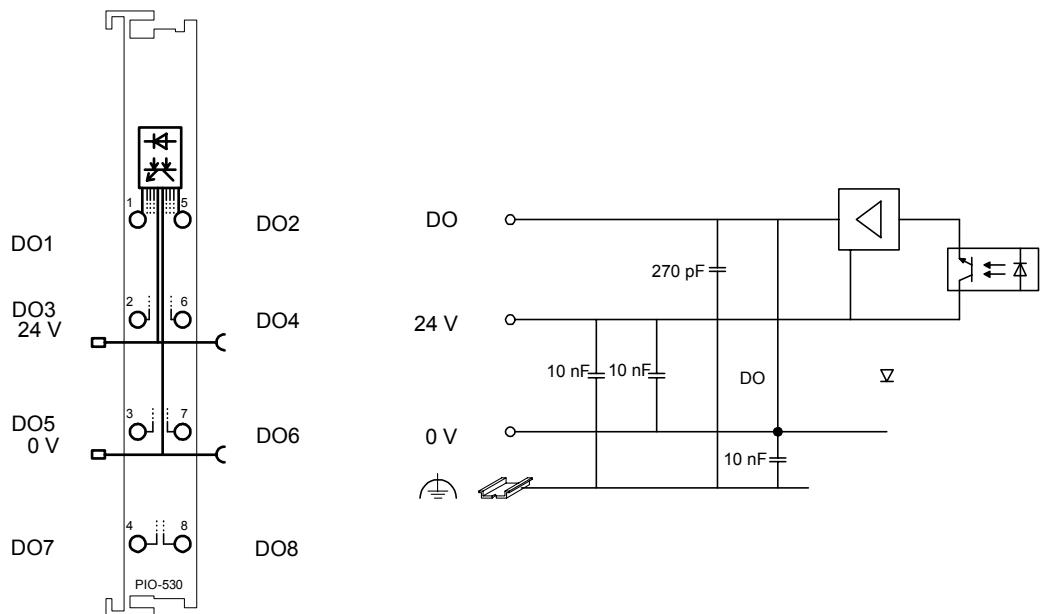 1 5
DO1 DO2
DO3 2 6 DO4
24 V
DO5 3 7 DO6
0 V
DO7 4 8 DO8
PIO-530
DO
270 pF
24 V
10 nF 10 nF DO
0 V
10 nF